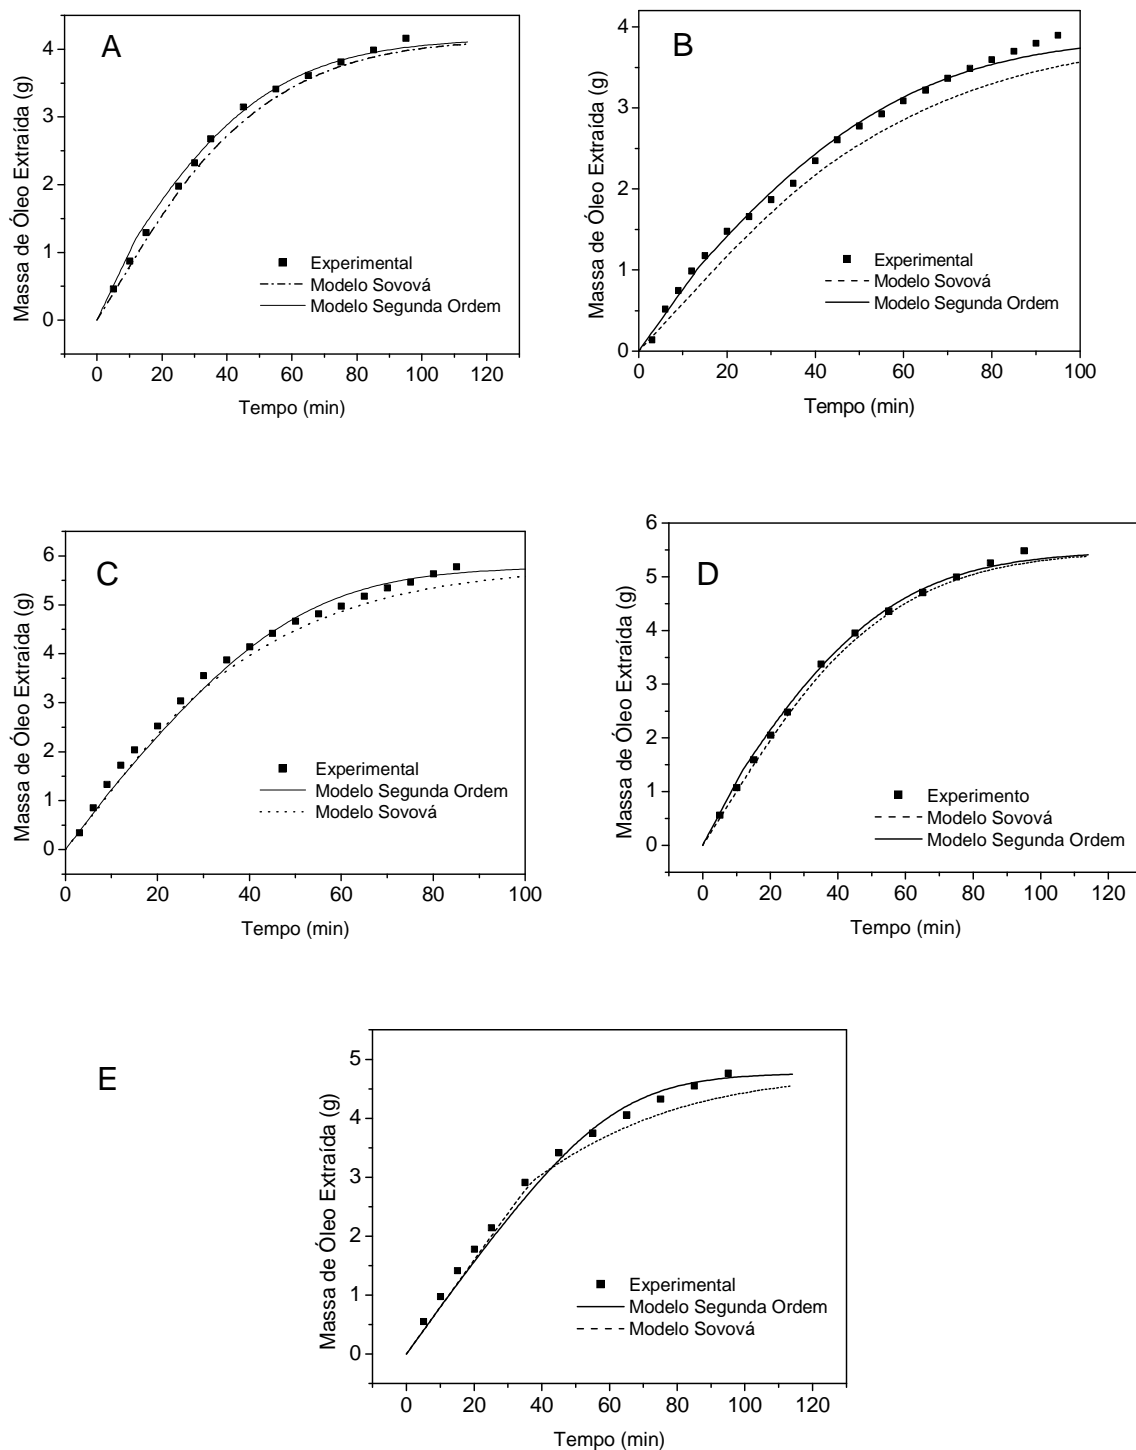 A
Massa de Óleo Extraída (g)
4
3
2
1
0
Experimental
Modelo Sovová
Modelo Segunda Ordem
0 20 40 60 80 100 120
Tempo (min)
B
Massa de Óleo Extraída (g)
4
3
2
1
0
Experimental
Modelo Sovová
Modelo Segunda Ordem
0 20 40 60 80 100
Tempo (min)
C
Massa de Óleo Extraída (g)
6
5
4
3
2
1
0
Experimental
Modelo Segunda Ordem
Modelo Sovová
0 20 40 60 80 100
Tempo (min)
D
Massa de Óleo Extraída (g)
6
5
4
3
2
1
0
Experimento
Modelo Sovová
Modelo Segunda Ordem
0 20 40 60 80 100 120
Tempo (min)
E
Massa de Óleo Extraída (g)
5
4
3
2
1
0
Experimental
Modelo Segunda Ordem
Modelo Sovová
0 20 40 60 80 100 120
Tempo (min)